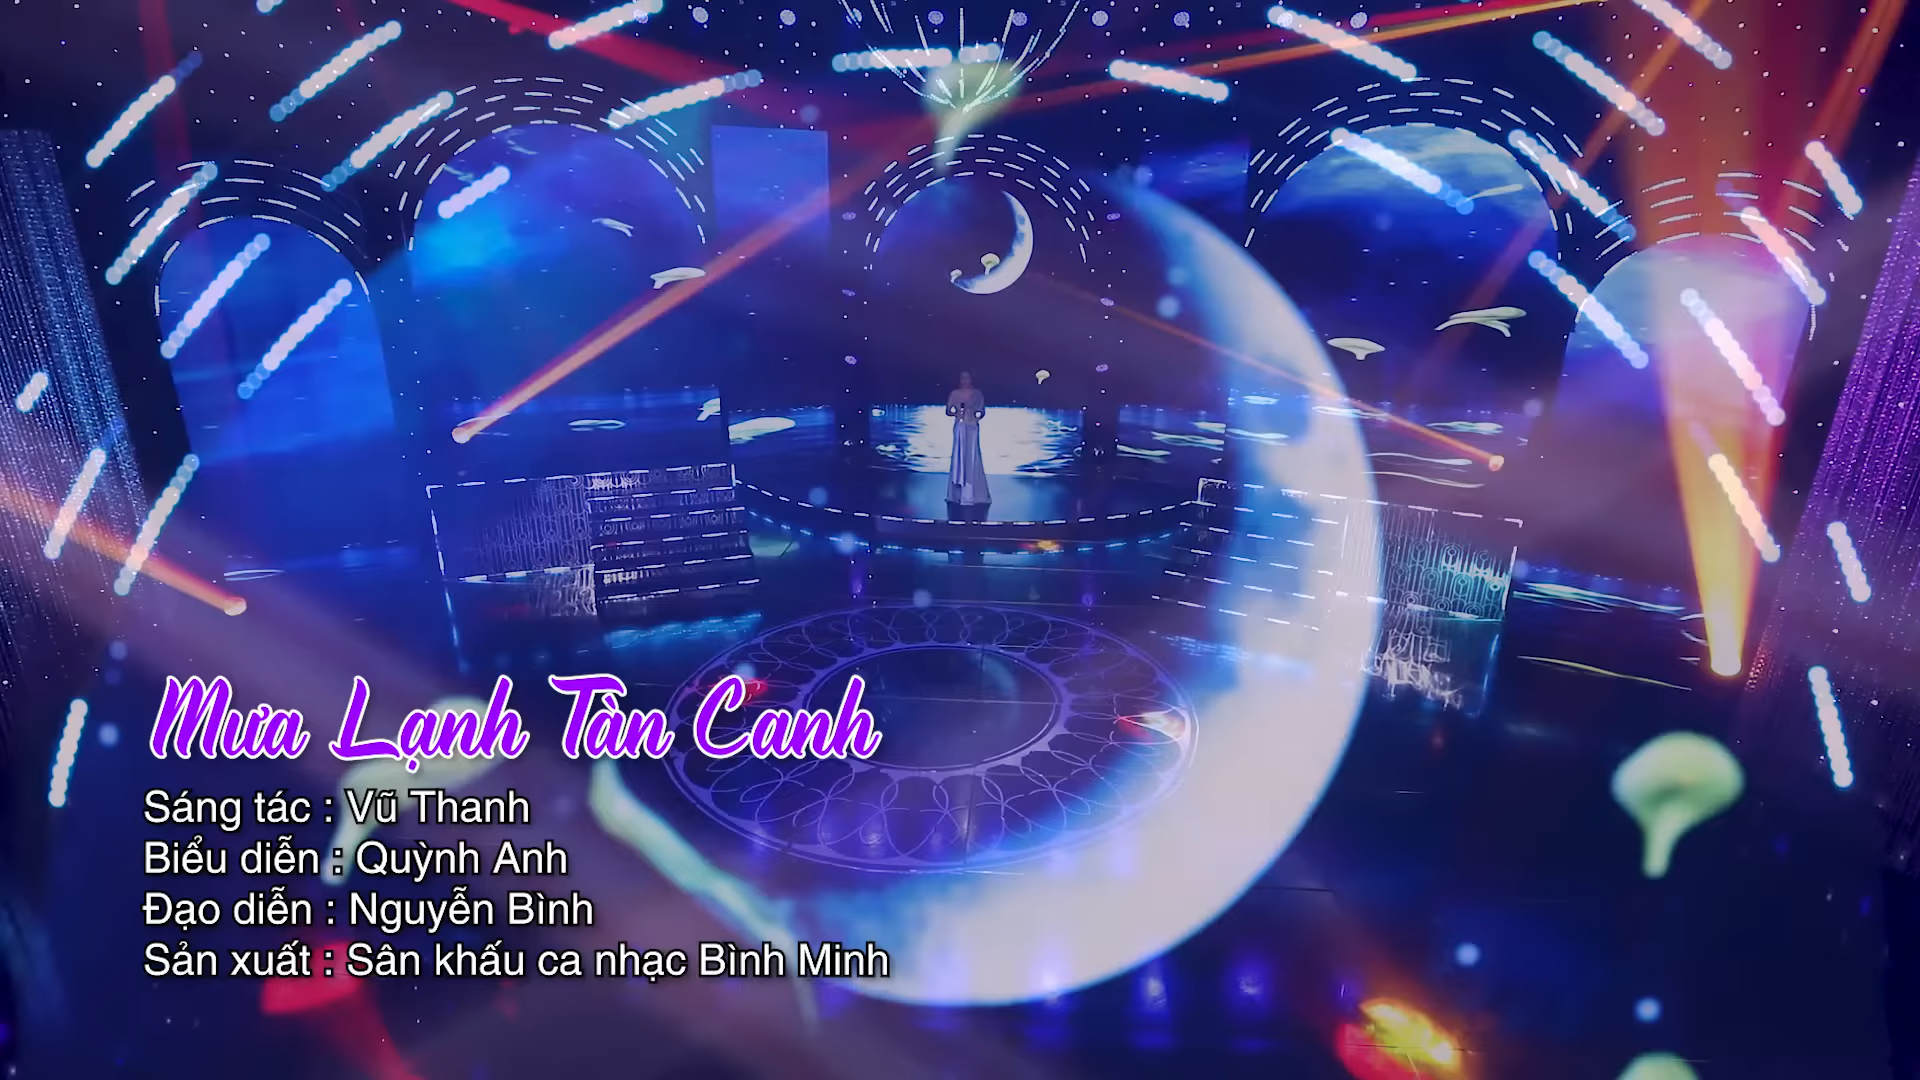 Mưa Lạnh Tàn Canh
Sáng tác : Vũ Thanh
Biểu diễn : Quỳnh Anh
Đạo diễn : Nguyễn Bình
Sản xuất : Sân khấu ca nhạc Bình Minh